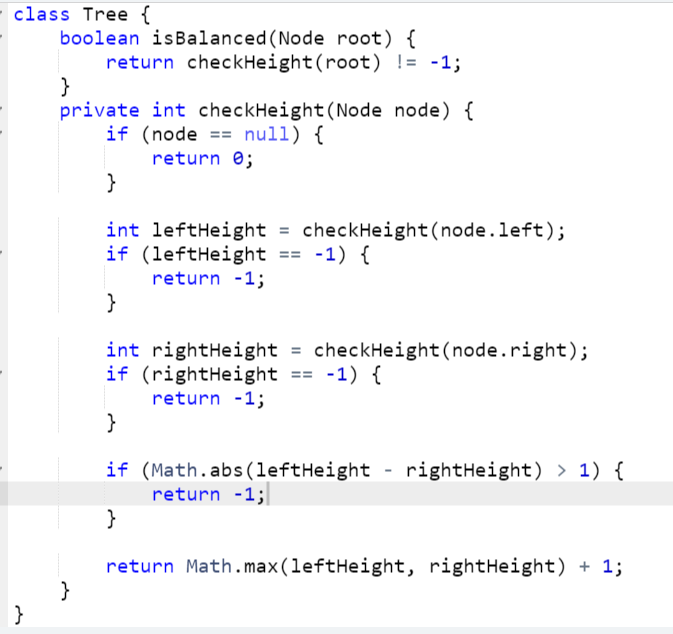 class Tree {
    boolean isBalanced(Node root) {
        return checkHeight(root) != -1;
    }
    private int checkHeight(Node node) {
        if (node == null) {
            return 0;
        }

        int leftHeight = checkHeight(node.left);
        if (leftHeight == -1) {
            return -1;
        }

        int rightHeight = checkHeight(node.right);
        if (rightHeight == -1) {
            return -1;
        }

        if (Math.abs(leftHeight - rightHeight) > 1) {
            return -1;
        }

        return Math.max(leftHeight, rightHeight) + 1;
    }
}